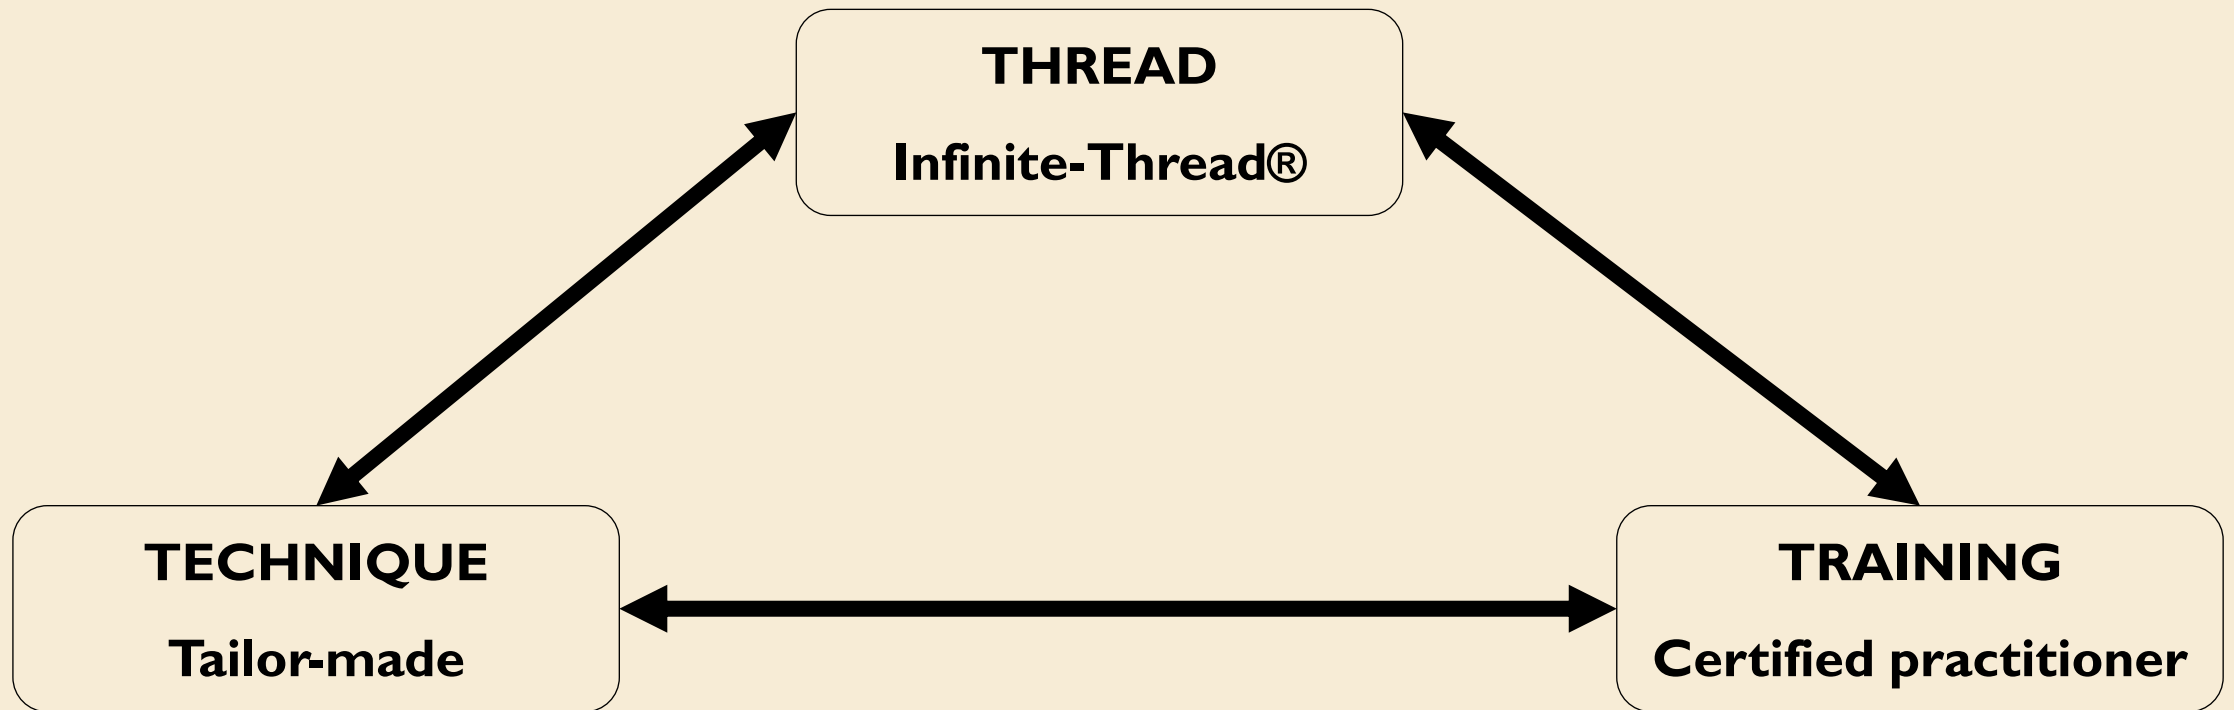 THREAD
Infinite-Thread®
TECHNIQUE
Tailor-made
TRAINING
Certified practitioner